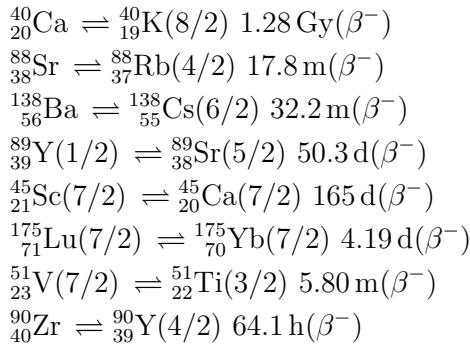 ⁴⁰₂₀Ca ⇌ ⁴⁰₁₉K(8/2) 1.28 Gy(β⁻)
⁸⁸₃₈Sr ⇌ ⁸⁸₃₇Rb(4/2) 17.8 m(β⁻)
¹³⁸₅₆Ba ⇌ ¹³⁸₅₅Cs(6/2) 32.2 m(β⁻)
⁸⁹₃₉Y(1/2) ⇌ ⁸⁹₃₈Sr(5/2) 50.3 d(β⁻)
⁴⁵₂₁Sc(7/2) ⇌ ⁴⁵₂₀Ca(7/2) 165 d(β⁻)
¹⁷⁵₇₁Lu(7/2) ⇌ ¹⁷⁵₇₀Yb(7/2) 4.19 d(β⁻)
⁵¹₂₃V(7/2) ⇌ ⁵¹₂₂Ti(3/2) 5.80 m(β⁻)
⁹⁰₄₀Zr ⇌ ⁹⁰₃₉Y(4/2) 64.1 h(β⁻)